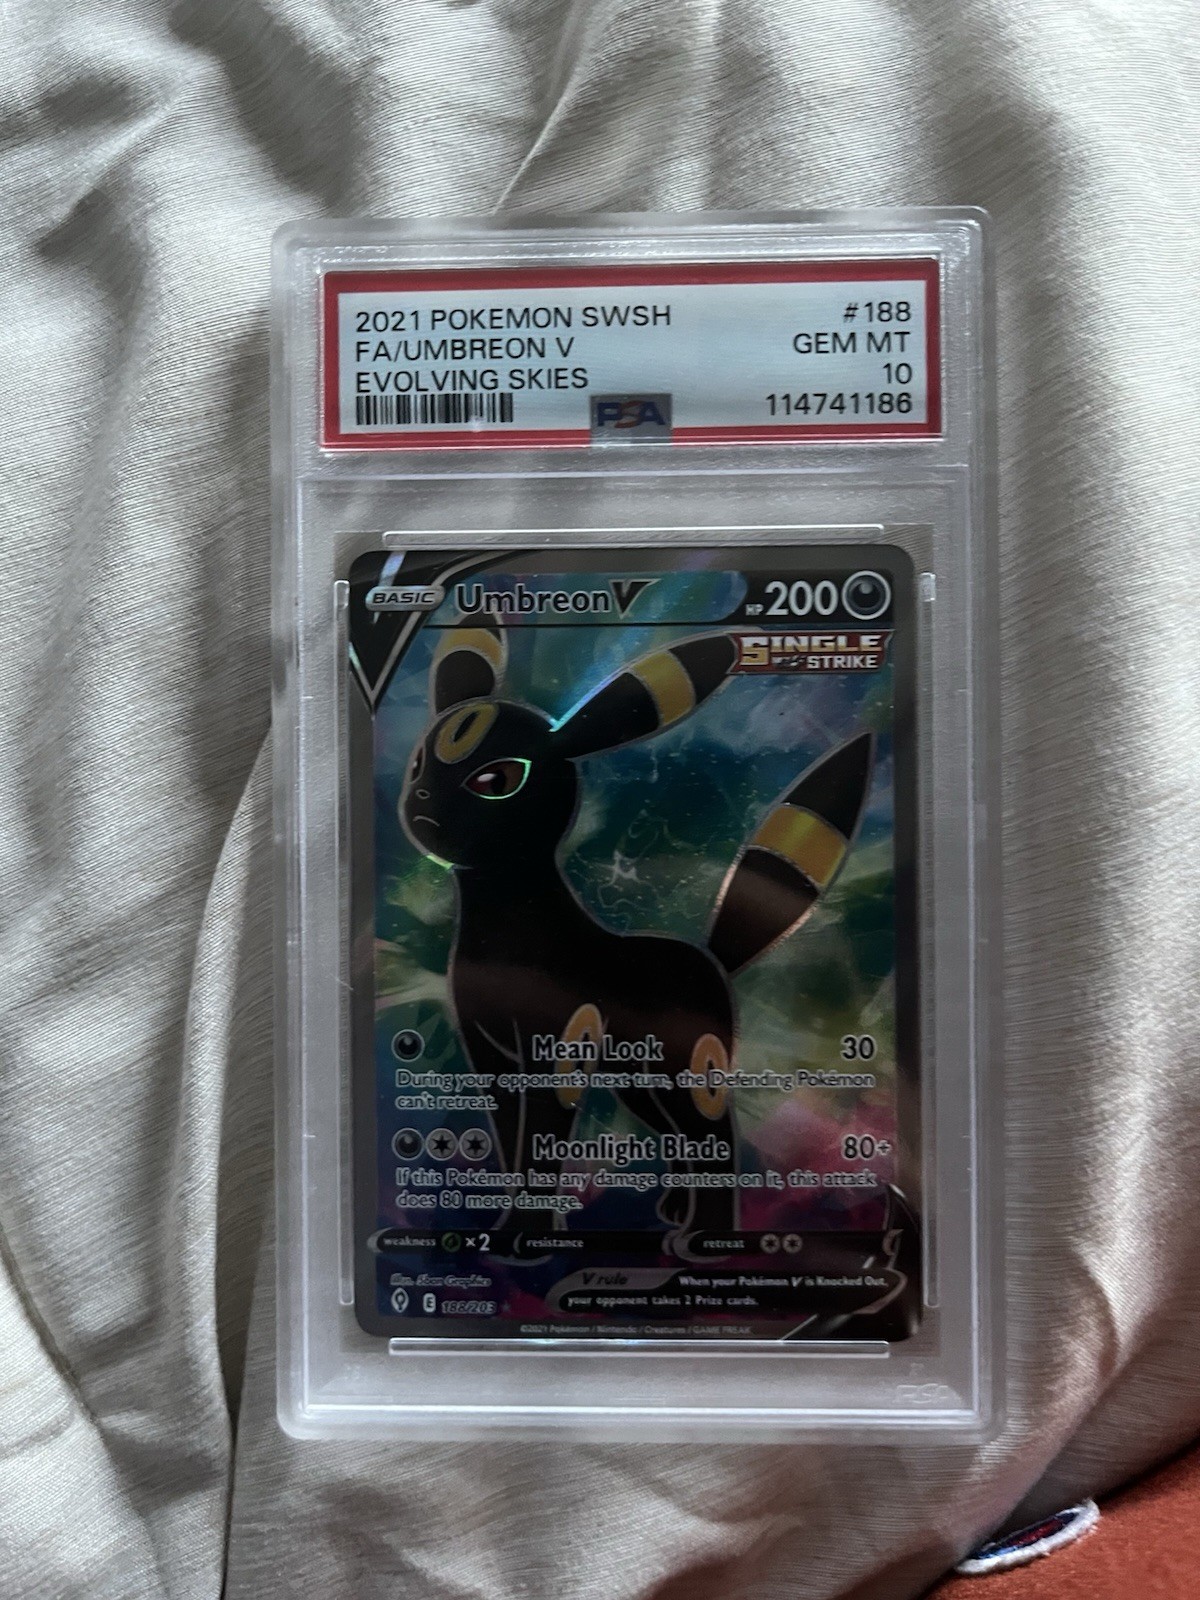 2021 POKEMON SWSH #188
FA/UMBREON V GEM MT
EVOLVING SKIES 10
PSA 114741186
BASIC Umbreon V HP 200
SINGLE
STRIKE
Mean Look 30
During your opponent's next turn, the Defending Pokémon
can't retreat.
Moonlight Blade 80+
If this Pokémon has any damage counters on it, this attack
does 80 more damage.
weakness ×2 resistance retreat
Illus. 5ban Graphics
V rule When your Pokémon V is Knocked Out,
your opponent takes 2 Prize cards.
E 188/203
©2021 Pokémon / Nintendo / Creatures / GAME FREAK